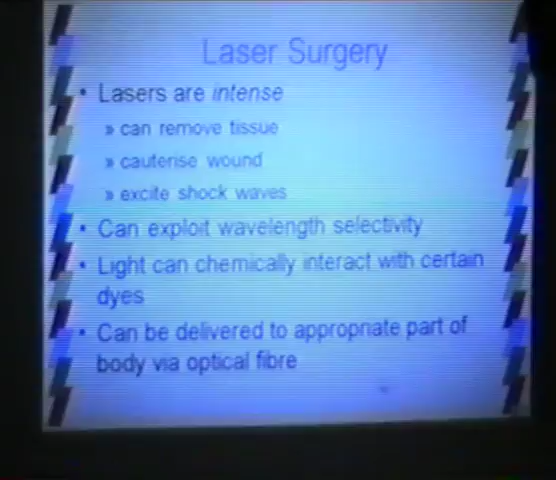 Laser Surgery
• Lasers are intense
» can remove tissue
» cauterise wound
» excite shock waves
• Can exploit wavelength selectivity
• Light can chemically interact with certain
dyes
• Can be delivered to appropriate part of
body via optical fibre